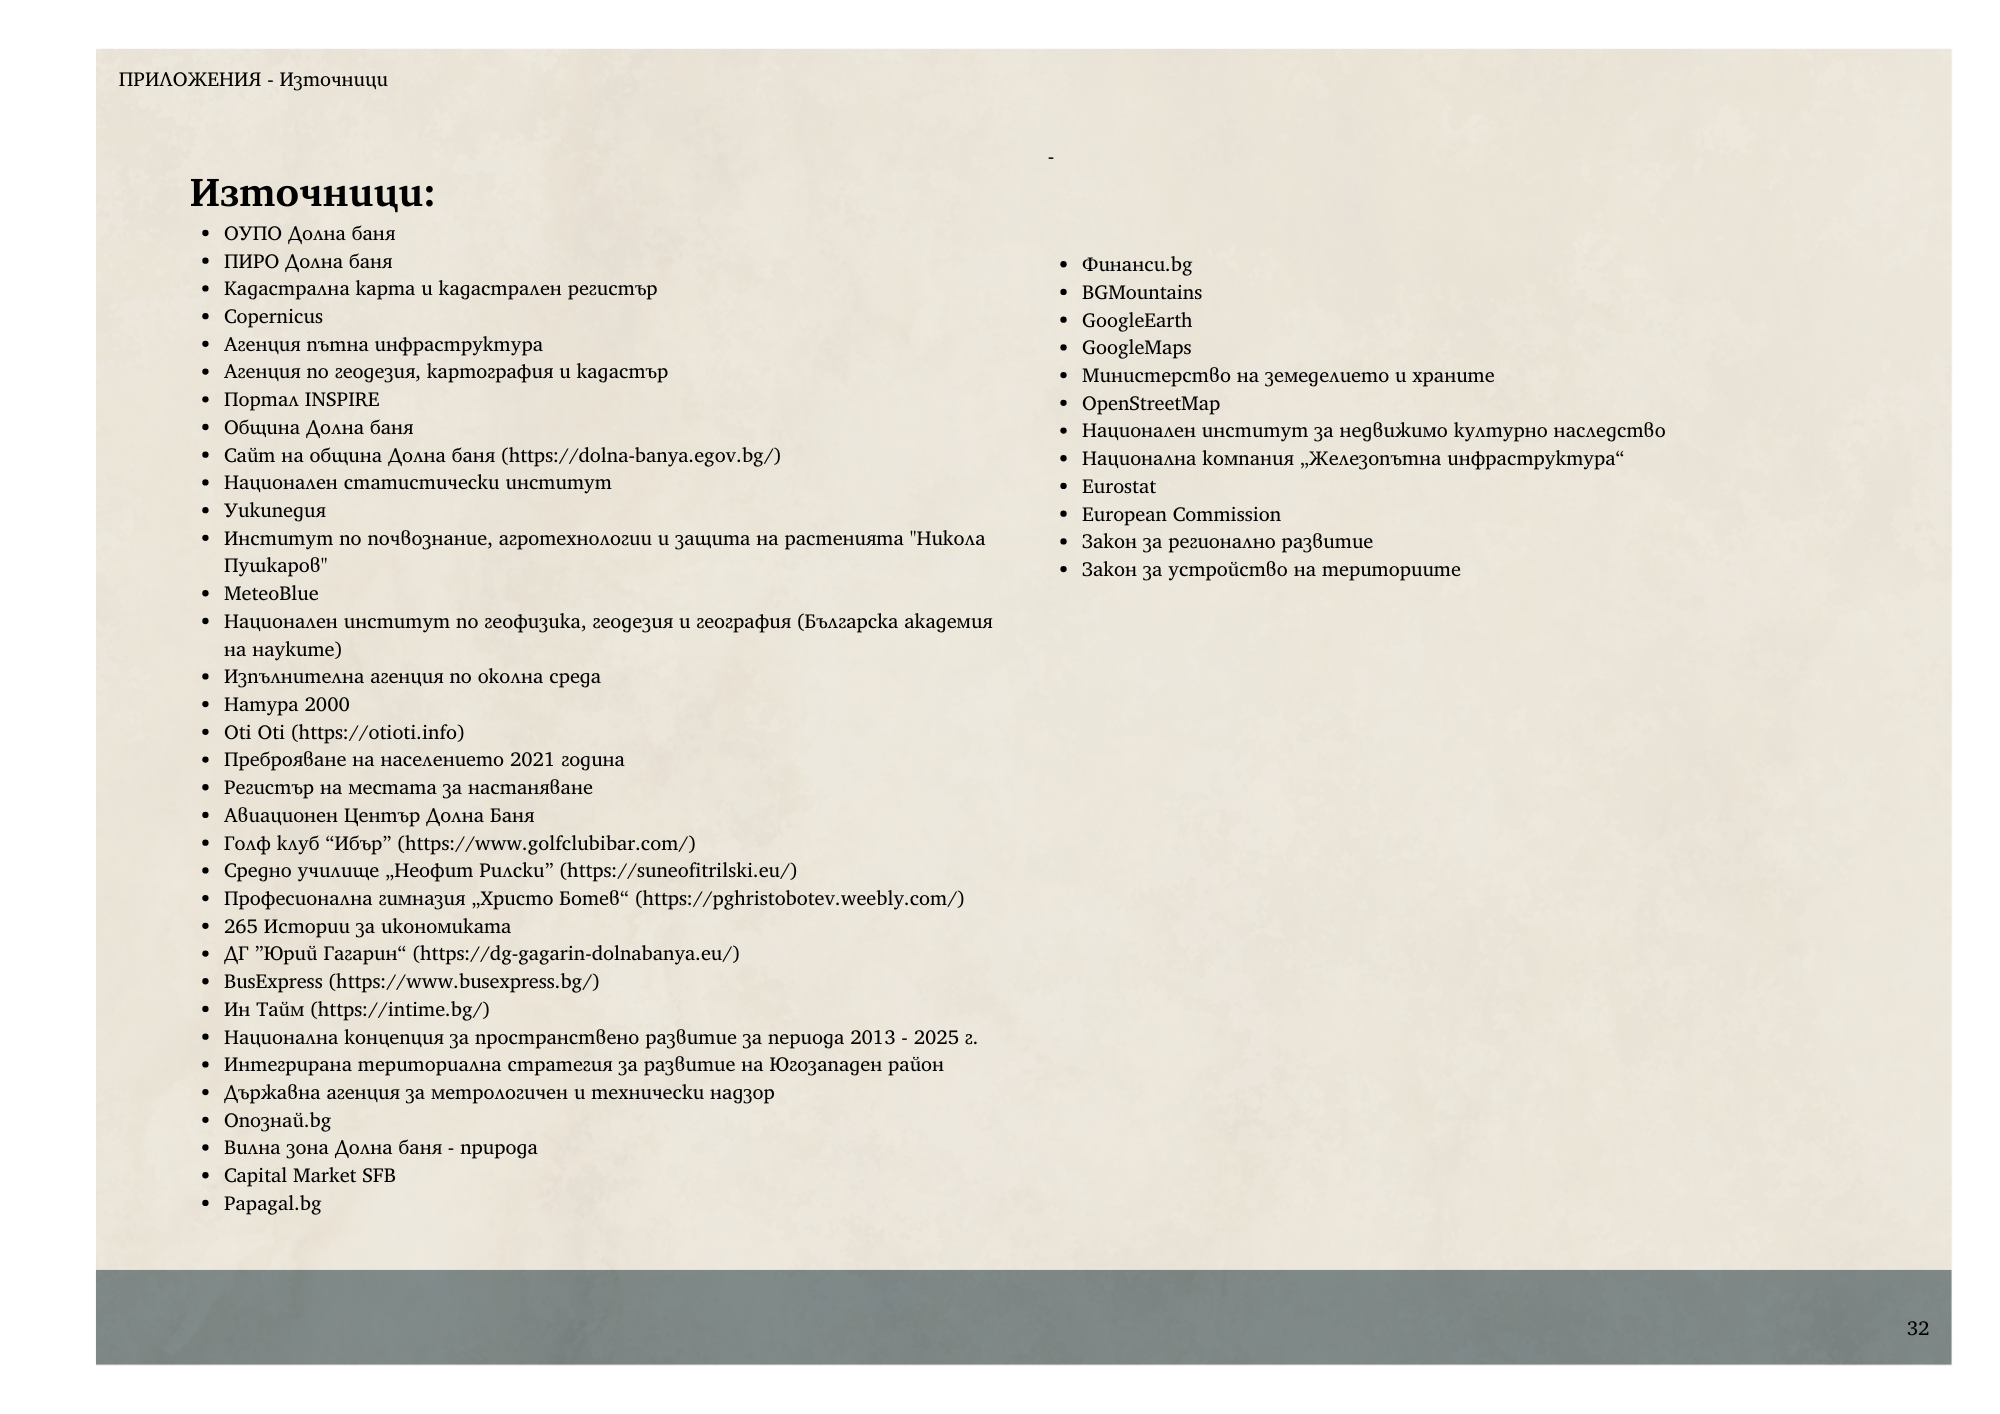 ПРИЛОЖЕНИЯ - Източници
-
Източници:
• ОУПО Долна баня
• ПИРО Долна баня
• Кадастрална карта и кадастрален регистър
• Copernicus
• Агенция пътна инфраструктура
• Агенция по геодезия, картография и кадастър
• Портал INSPIRE
• Община Долна баня
• Сайт на община Долна баня (https://dolna-banya.egov.bg/)
• Национален статистически институт
• Уикипедия
• Институт по почвознание, агротехнологии и защита на растенията "Никола
Пушкаров"
• MeteoBlue
• Национален институт по геофизика, геодезия и география (Българска академия
на науките)
• Изпълнителна агенция по околна среда
• Натура 2000
• Oti Oti (https://otioti.info)
• Преброяване на населението 2021 година
• Регистър на местата за настаняване
• Авиационен Център Долна Баня
• Голф клуб “Ибър” (https://www.golfclubibar.com/)
• Средно училище „Неофит Рилски” (https://suneofitrilski.eu/)
• Професионална гимназия „Христо Ботев“ (https://pghristobotev.weebly.com/)
• 265 Истории за икономиката
• ДГ ”Юрий Гагарин“ (https://dg-gagarin-dolnabanya.eu/)
• BusExpress (https://www.busexpress.bg/)
• Ин Тайм (https://intime.bg/)
• Национална концепция за пространствено развитие за периода 2013 - 2025 г.
• Интегрирана териториална стратегия за развитие на Югозападен район
• Държавна агенция за метрологичен и технически надзор
• Опознай.bg
• Вилна зона Долна баня - природа
• Capital Market SFB
• Papagal.bg
• Финанси.bg
• BGMountains
• GoogleEarth
• GoogleMaps
• Министерство на земеделието и храните
• OpenStreetMap
• Национален институт за недвижимо културно наследство
• Национална компания „Железопътна инфраструктура“
• Eurostat
• European Commission
• Закон за регионално развитие
• Закон за устройство на териториите
32